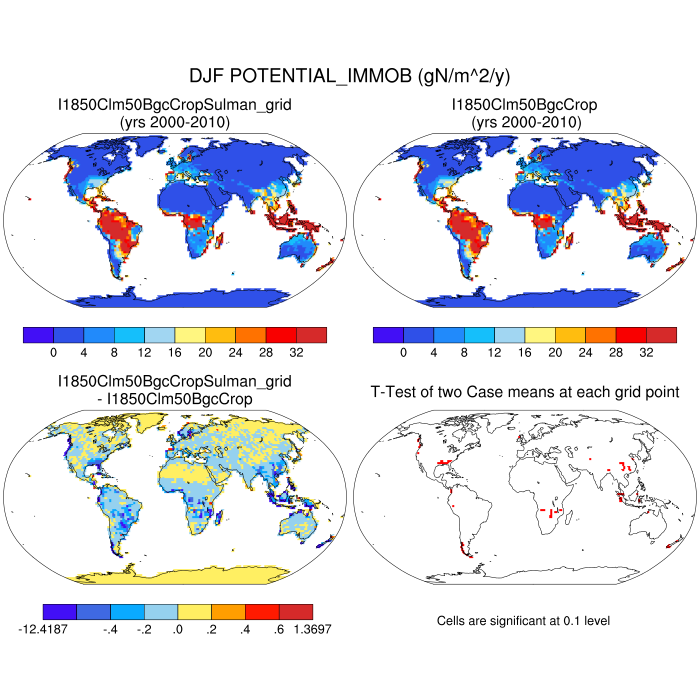 DJF POTENTIAL_IMMOB (gN/m^2/y)
I1850Clm50BgcCropSulman_grid
(yrs 2000-2010)
I1850Clm50BgcCrop
(yrs 2000-2010)
0 4 8 12 16 20 24 28 32
0 4 8 12 16 20 24 28 32
I1850Clm50BgcCropSulman_grid
- I1850Clm50BgcCrop
T-Test of two Case means at each grid point
-12.4187 -.4 -.2 .0 .2 .4 .6 1.3697
Cells are significant at 0.1 level